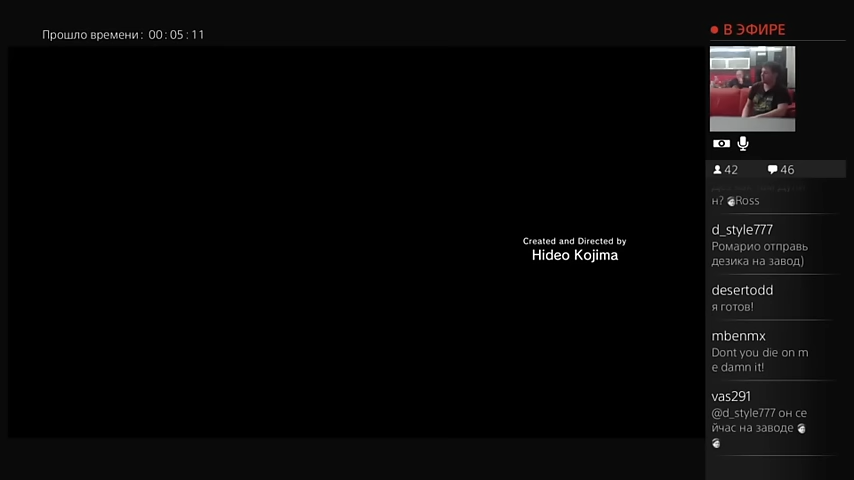 Прошло времени: 00:05:11
В ЭФИРЕ
42 46
н? Ross
Created and Directed by
Hideo Kojima
d_style777
Ромарио отправь
дезика на завод)
desertodd
я готов!
mbenmx
Dont you die on m
e damn it!
vas291
@d_style777 он се
йчас на заводе